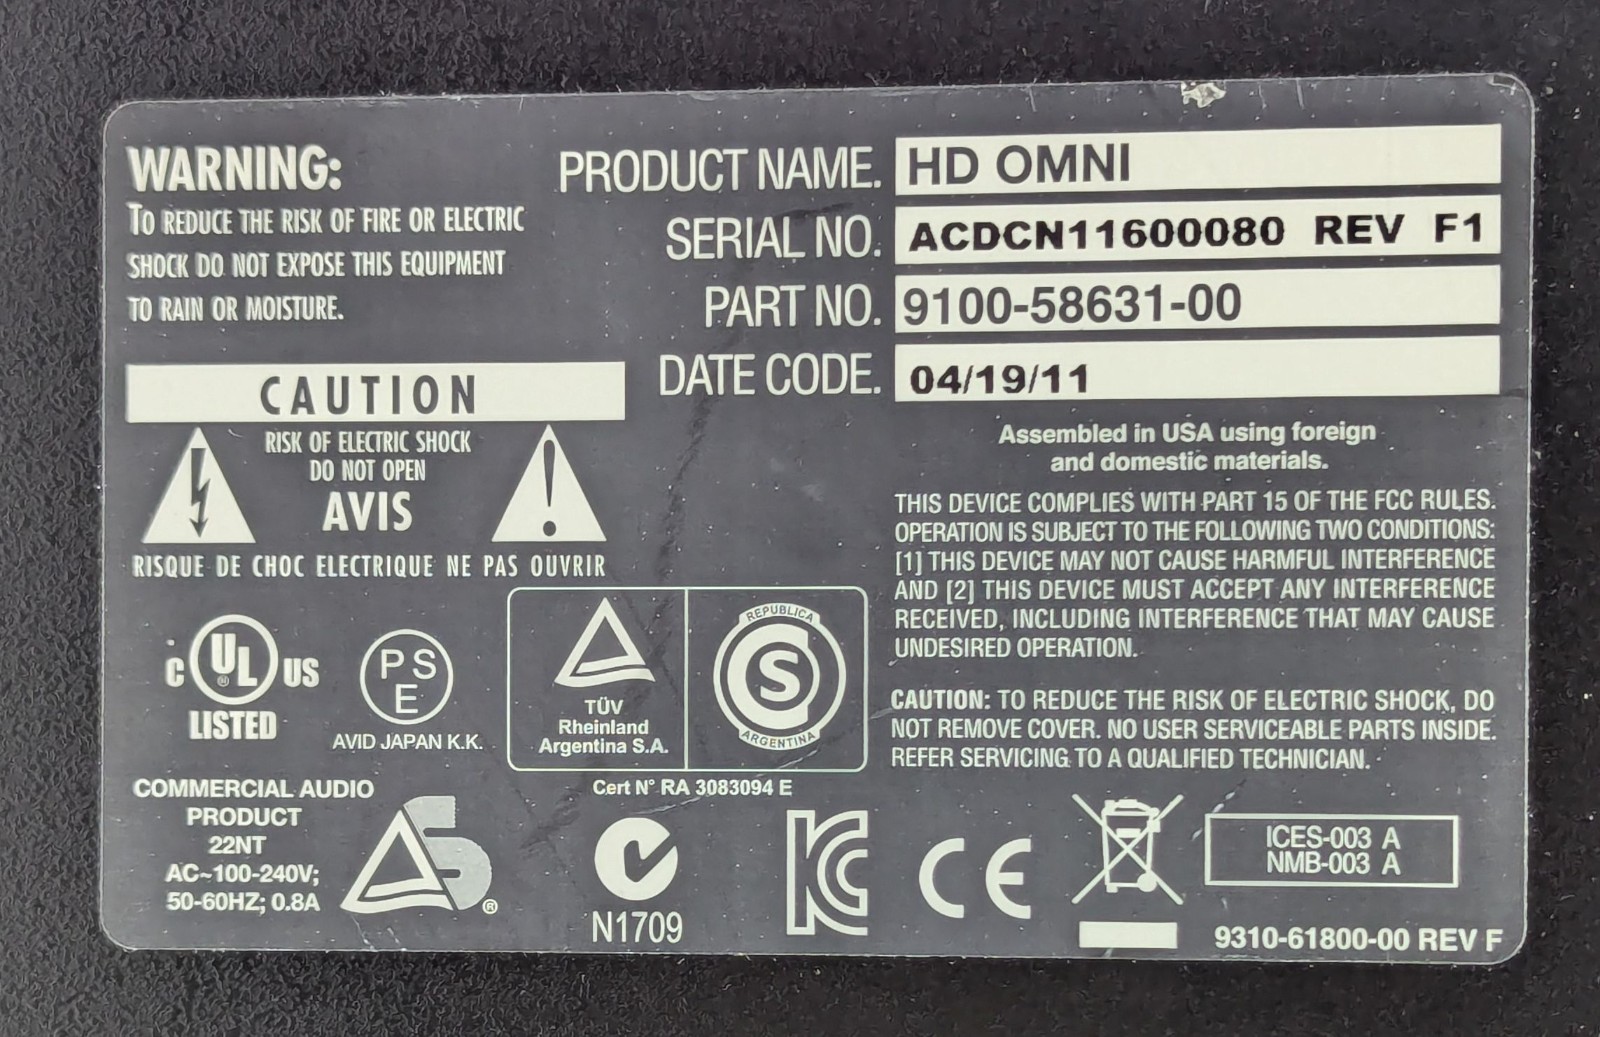 WARNING:
TO REDUCE THE RISK OF FIRE OR ELECTRIC
SHOCK DO NOT EXPOSE THIS EQUIPMENT
TO RAIN OR MOISTURE.
CAUTION
RISK OF ELECTRIC SHOCK
DO NOT OPEN
AVIS
RISQUE DE CHOC ELECTRIQUE NE PAS OUVRIR
PRODUCT NAME. HD OMNI
SERIAL NO. ACDCN11600080 REV F1
PART NO. 9100-58631-00
DATE CODE. 04/19/11
Assembled in USA using foreign
and domestic materials.
THIS DEVICE COMPLIES WITH PART 15 OF THE FCC RULES.
OPERATION IS SUBJECT TO THE FOLLOWING TWO CONDITIONS:
[1] THIS DEVICE MAY NOT CAUSE HARMFUL INTERFERENCE
AND [2] THIS DEVICE MUST ACCEPT ANY INTERFERENCE
RECEIVED, INCLUDING INTERFERENCE THAT MAY CAUSE
UNDESIRED OPERATION.
CAUTION: TO REDUCE THE RISK OF ELECTRIC SHOCK, DO
NOT REMOVE COVER. NO USER SERVICEABLE PARTS INSIDE.
REFER SERVICING TO A QUALIFIED TECHNICIAN.
C UL ® US
LISTED
PS
E
AVID JAPAN K.K.
TÜV
Rheinland
Argentina S.A.
REPUBLICA
S
ARGENTINA
Cert N° RA 3083094 E
COMMERCIAL AUDIO
PRODUCT
22NT
AC~100-240V;
50-60HZ; 0.8A
S ®
N1709
KC
CE
ICES-003 A
NMB-003 A
9310-61800-00 REV F